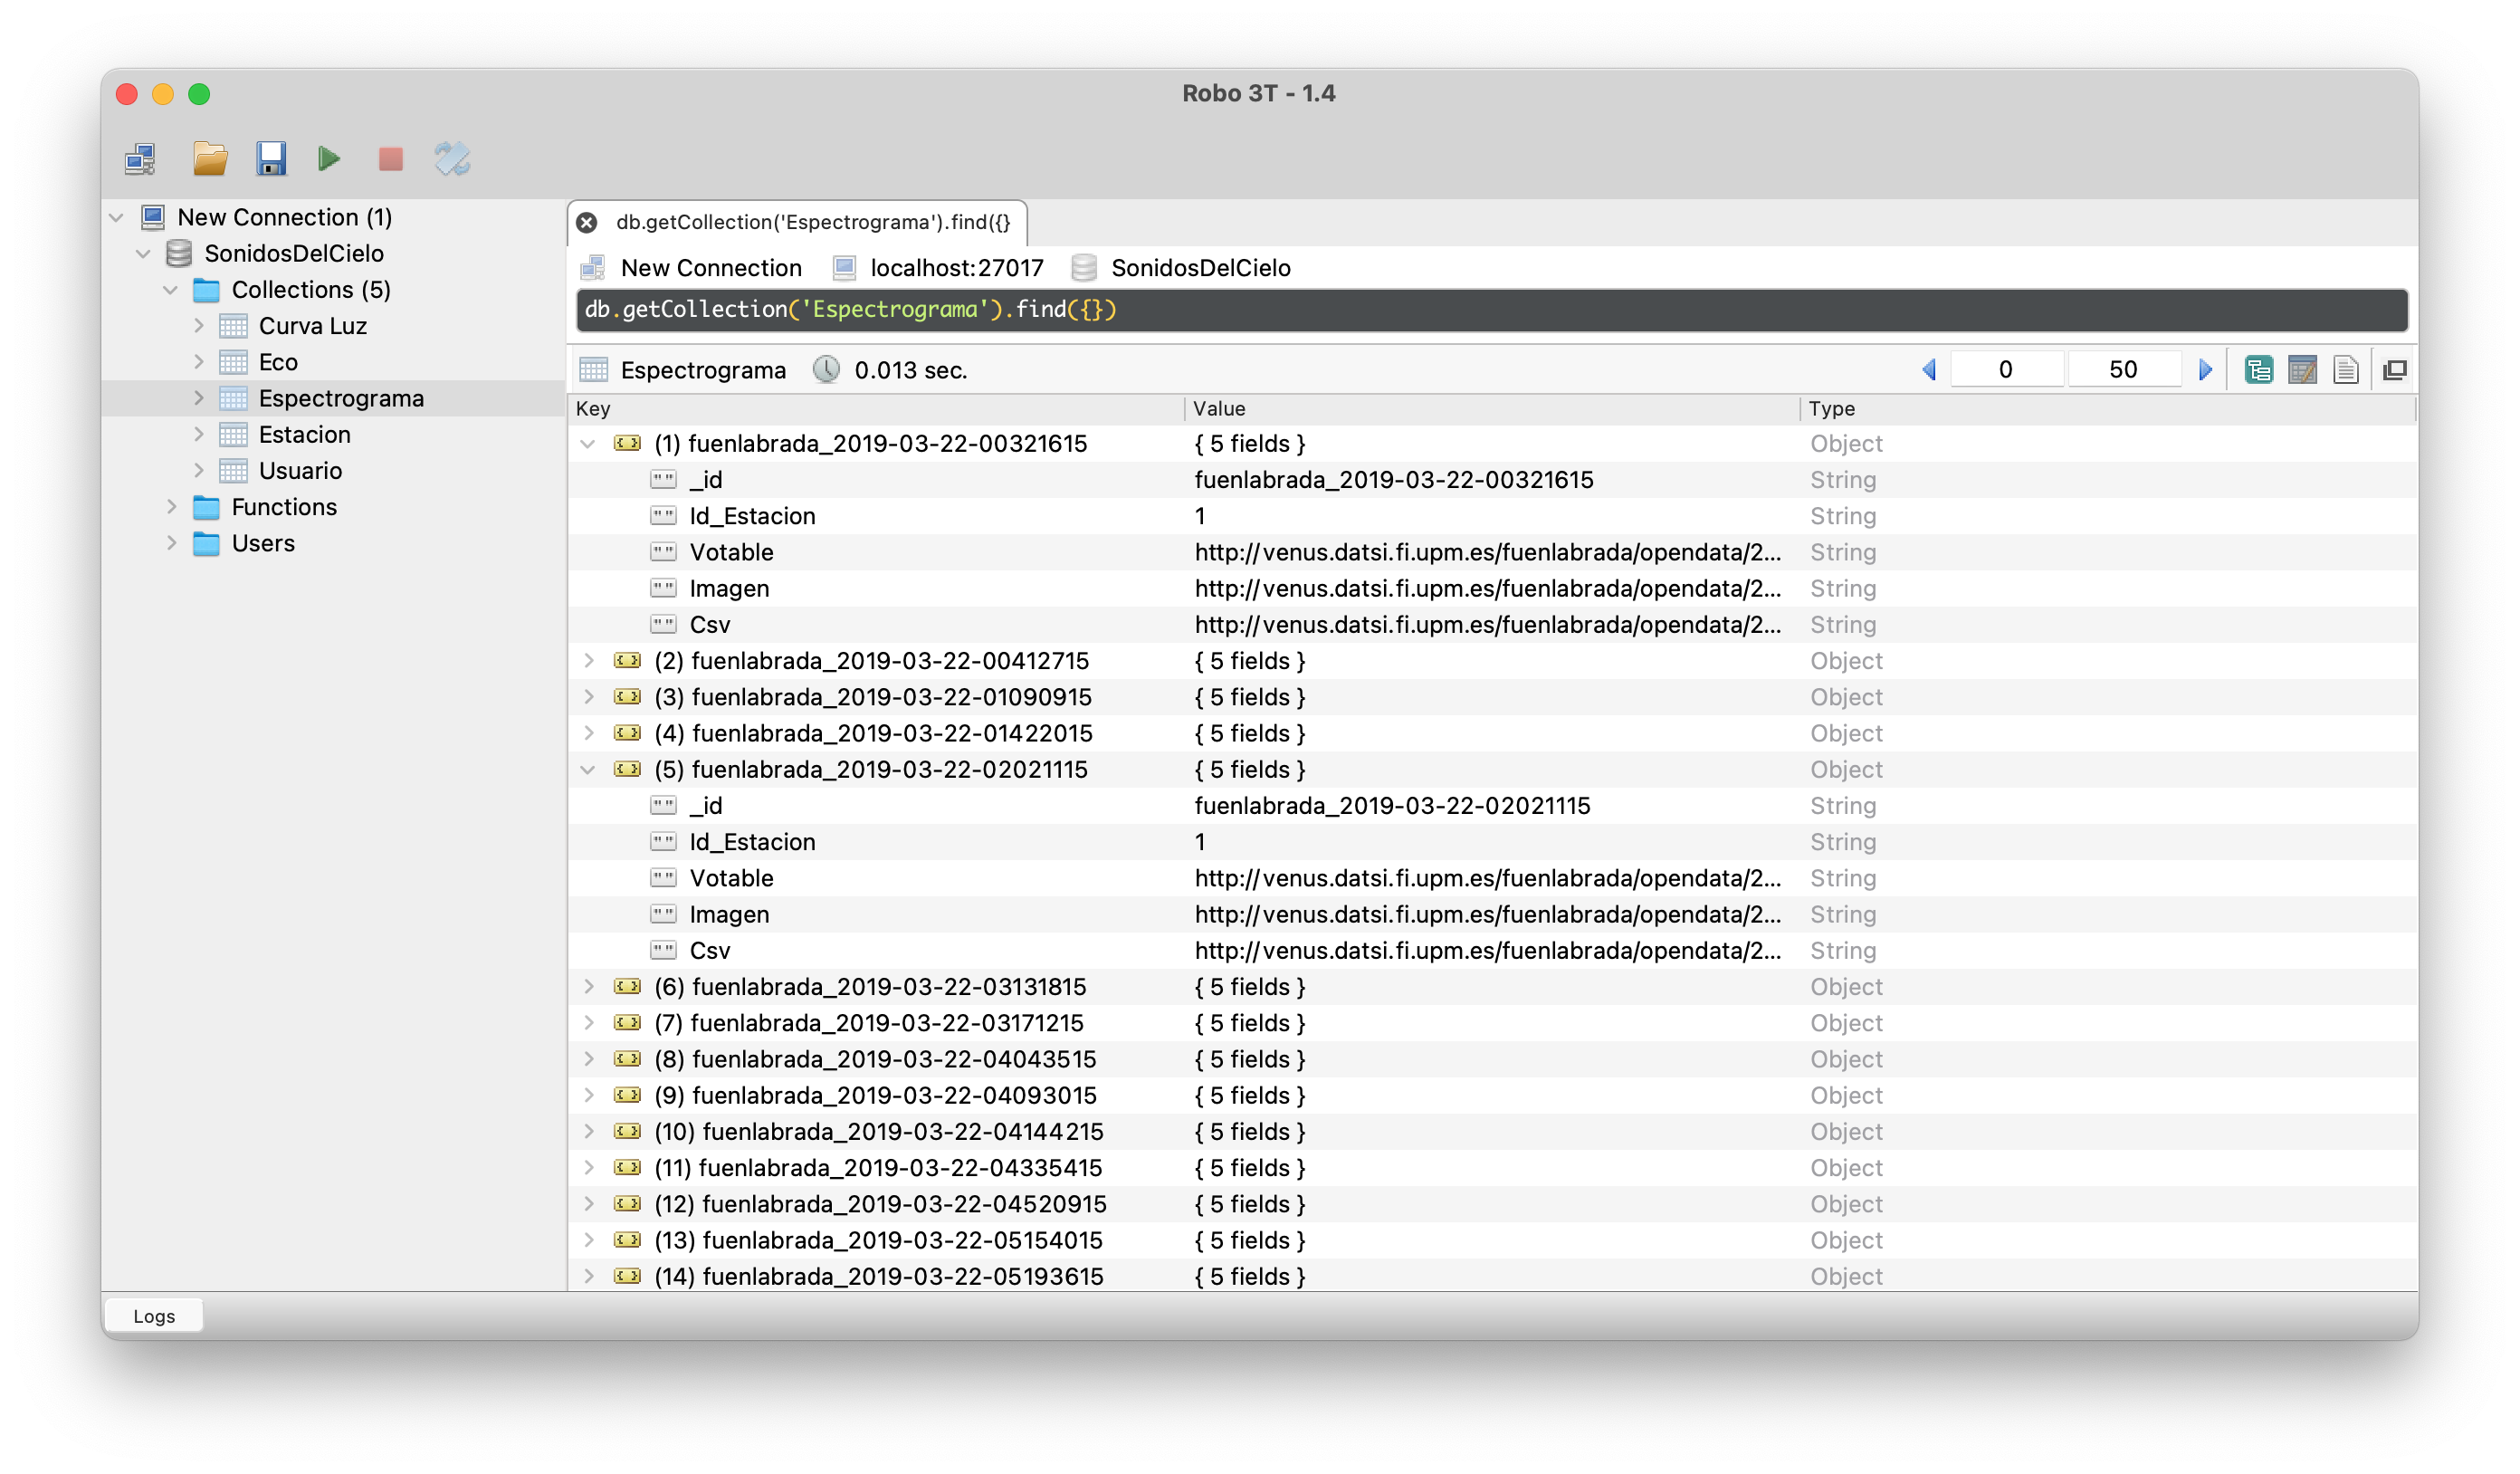 Robo 3T - 1.4
New Connection (1)
SonidosDelCielo
Collections (5)
Curva Luz
Eco
Espectrograma
Estacion
Usuario
Functions
Users
db.getCollection('Espectrograma').find({}
New Connection localhost:27017 SonidosDelCielo
db.getCollection('Espectrograma').find({})
Espectrograma 0.013 sec. 0 50
Key Value Type
(1) fuenlabrada_2019-03-22-00321615 { 5 fields } Object
_id fuenlabrada_2019-03-22-00321615 String
Id_Estacion 1 String
Votable http://venus.datsi.fi.upm.es/fuenlabrada/opendata/2... String
Imagen http://venus.datsi.fi.upm.es/fuenlabrada/opendata/2... String
Csv http://venus.datsi.fi.upm.es/fuenlabrada/opendata/2... String
(2) fuenlabrada_2019-03-22-00412715 { 5 fields } Object
(3) fuenlabrada_2019-03-22-01090915 { 5 fields } Object
(4) fuenlabrada_2019-03-22-01422015 { 5 fields } Object
(5) fuenlabrada_2019-03-22-02021115 { 5 fields } Object
_id fuenlabrada_2019-03-22-02021115 String
Id_Estacion 1 String
Votable http://venus.datsi.fi.upm.es/fuenlabrada/opendata/2... String
Imagen http://venus.datsi.fi.upm.es/fuenlabrada/opendata/2... String
Csv http://venus.datsi.fi.upm.es/fuenlabrada/opendata/2... String
(6) fuenlabrada_2019-03-22-03131815 { 5 fields } Object
(7) fuenlabrada_2019-03-22-03171215 { 5 fields } Object
(8) fuenlabrada_2019-03-22-04043515 { 5 fields } Object
(9) fuenlabrada_2019-03-22-04093015 { 5 fields } Object
(10) fuenlabrada_2019-03-22-04144215 { 5 fields } Object
(11) fuenlabrada_2019-03-22-04335415 { 5 fields } Object
(12) fuenlabrada_2019-03-22-04520915 { 5 fields } Object
(13) fuenlabrada_2019-03-22-05154015 { 5 fields } Object
(14) fuenlabrada_2019-03-22-05193615 { 5 fields } Object
Logs